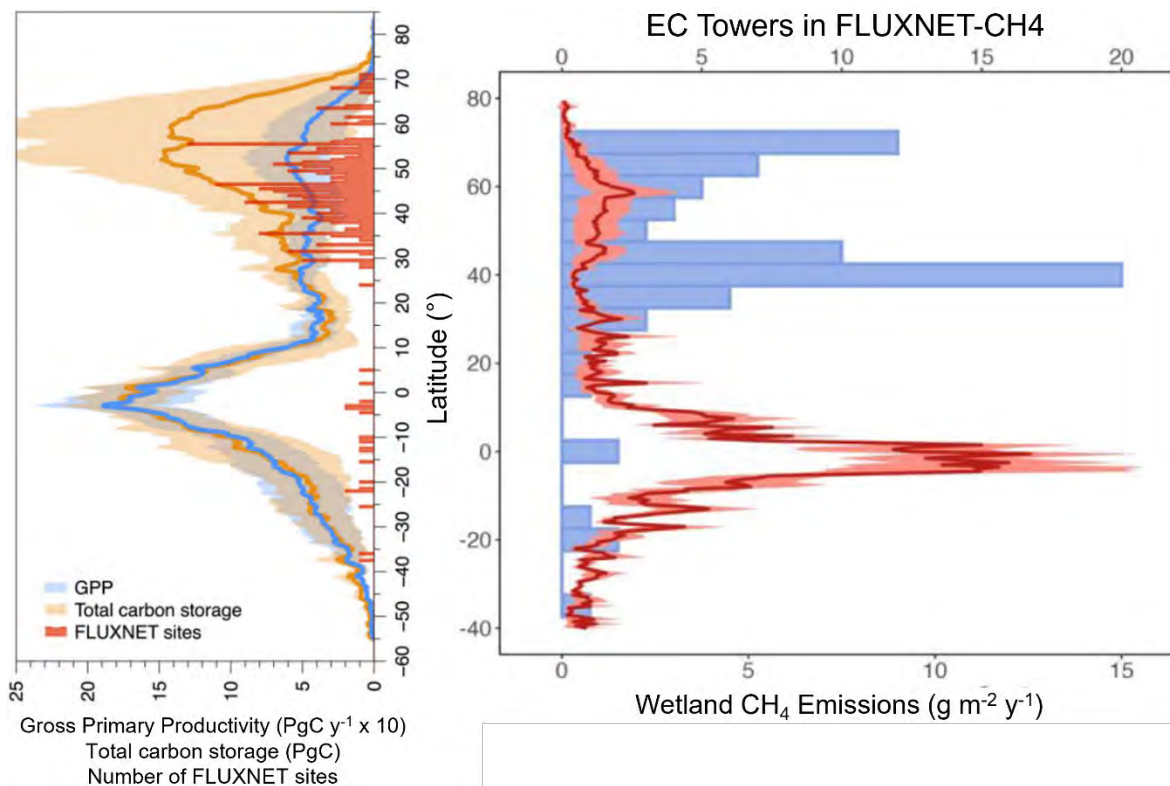 80
70
60
50
40
30
20
10
0
-10
-20
-30
-40
-50
-60
Latitude (°)
GPP
Total carbon storage
FLUXNET sites
25
20
15
10
5
0
Gross Primary Productivity (PgC y-1 x 10)
Total carbon storage (PgC)
Number of FLUXNET sites
EC Towers in FLUXNET-CH4
0 5 10 15 20
80
60
40
20
0
-20
-40
0 5 10 15
Wetland CH4 Emissions (g m-2 y-1)